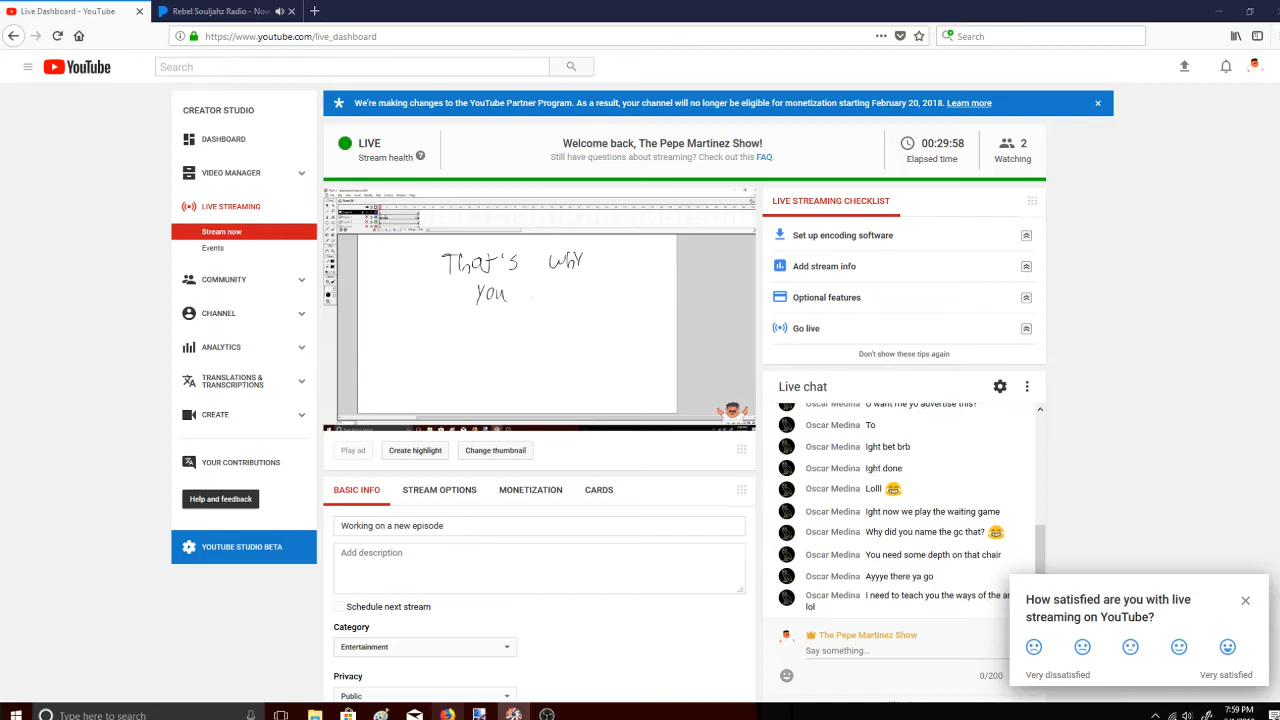 Live Dashboard - YouTube
Rebel Souljahz Radio - Now
https://www.youtube.com/live_dashboard
Search
YouTube
Search
CREATOR STUDIO
DASHBOARD
VIDEO MANAGER
LIVE STREAMING
Stream now
Events
COMMUNITY
CHANNEL
ANALYTICS
TRANSLATIONS &
TRANSCRIPTIONS
CREATE
YOUR CONTRIBUTIONS
Help and feedback
YOUTUBE STUDIO BETA
We're making changes to the YouTube Partner Program. As a result, your channel will no longer be eligible for monetization starting February 20, 2018. Learn more
LIVE
Stream health
Welcome back, The Pepe Martinez Show!
Still have questions about streaming? Check out this FAQ.
00:29:58
Elapsed time
2
Watching
That's why
you
Play ad
Create highlight
Change thumbnail
BASIC INFO
STREAM OPTIONS
MONETIZATION
CARDS
Working on a new episode
Add description
Schedule next stream
Category
Entertainment
Privacy
Public
LIVE STREAMING CHECKLIST
Set up encoding software
Add stream info
Optional features
Go live
Don't show these tips again
Live chat
Oscar Medina U want me yo advertise this?
Oscar Medina To
Oscar Medina Ight bet brb
Oscar Medina Ight done
Oscar Medina Lolll 😂
Oscar Medina Ight now we play the waiting game
Oscar Medina Why did you name the gc that? 😂
Oscar Medina You need some depth on that chair
Oscar Medina Ayyye there ya go
Oscar Medina I need to teach you the ways of the
lol
The Pepe Martinez Show
Say something...
0/200
How satisfied are you with live
streaming on YouTube?
Very dissatisfied
Very satisfied
Type here to search
7:59 PM